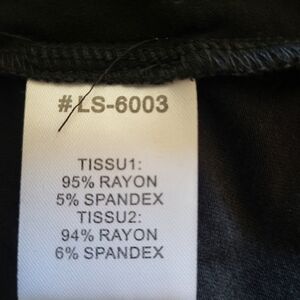 #LS-6003
TISSU1:
95% RAYON
5% SPANDEX
TISSU2:
94% RAYON
6% SPANDEX